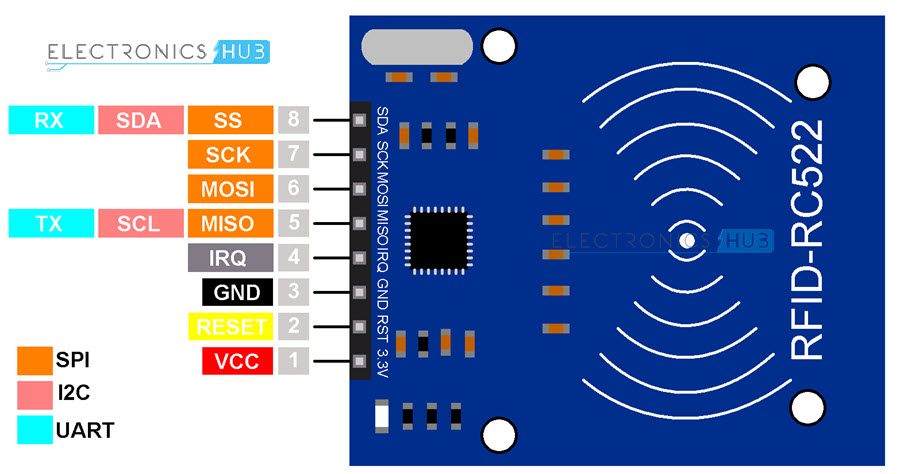 ELECTRONICS HUB
RX SDA SS 8
SCK 7
MOSI 6
TX SCL MISO 5
IRQ 4
GND 3
RESET 2
VCC 1
SPI
I2C
UART
SDA SCK MOSI MISO IRQ GND RST 3.3V
ELECTRONICS HUB
RFID-RC522